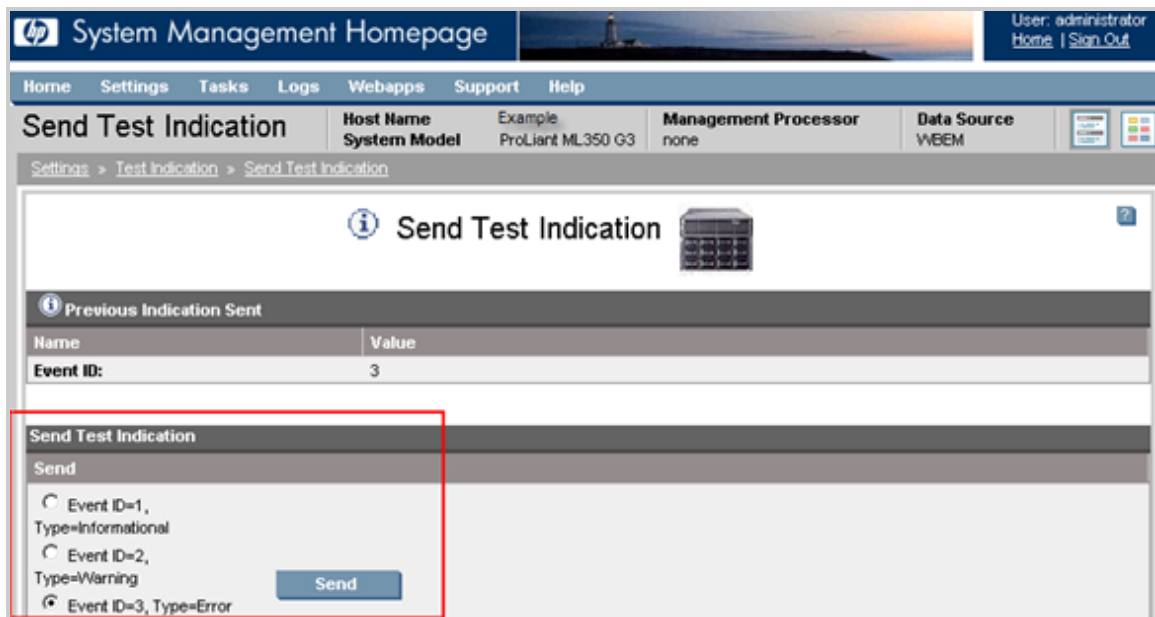 hp System Management Homepage
User: administrator
Home | Sign Out
Home Settings Tasks Logs Webapps Support Help
Send Test Indication
Host Name Example Management Processor Data Source
System Model ProLiant ML350 G3 none WBEM
Settings » Test Indication » Send Test Indication
i Send Test Indication ?
i Previous Indication Sent
Name Value
Event ID: 3
Send Test Indication
Send
Event ID=1,
Type=Informational
Event ID=2,
Type=Warning
Send
Event ID=3, Type=Error